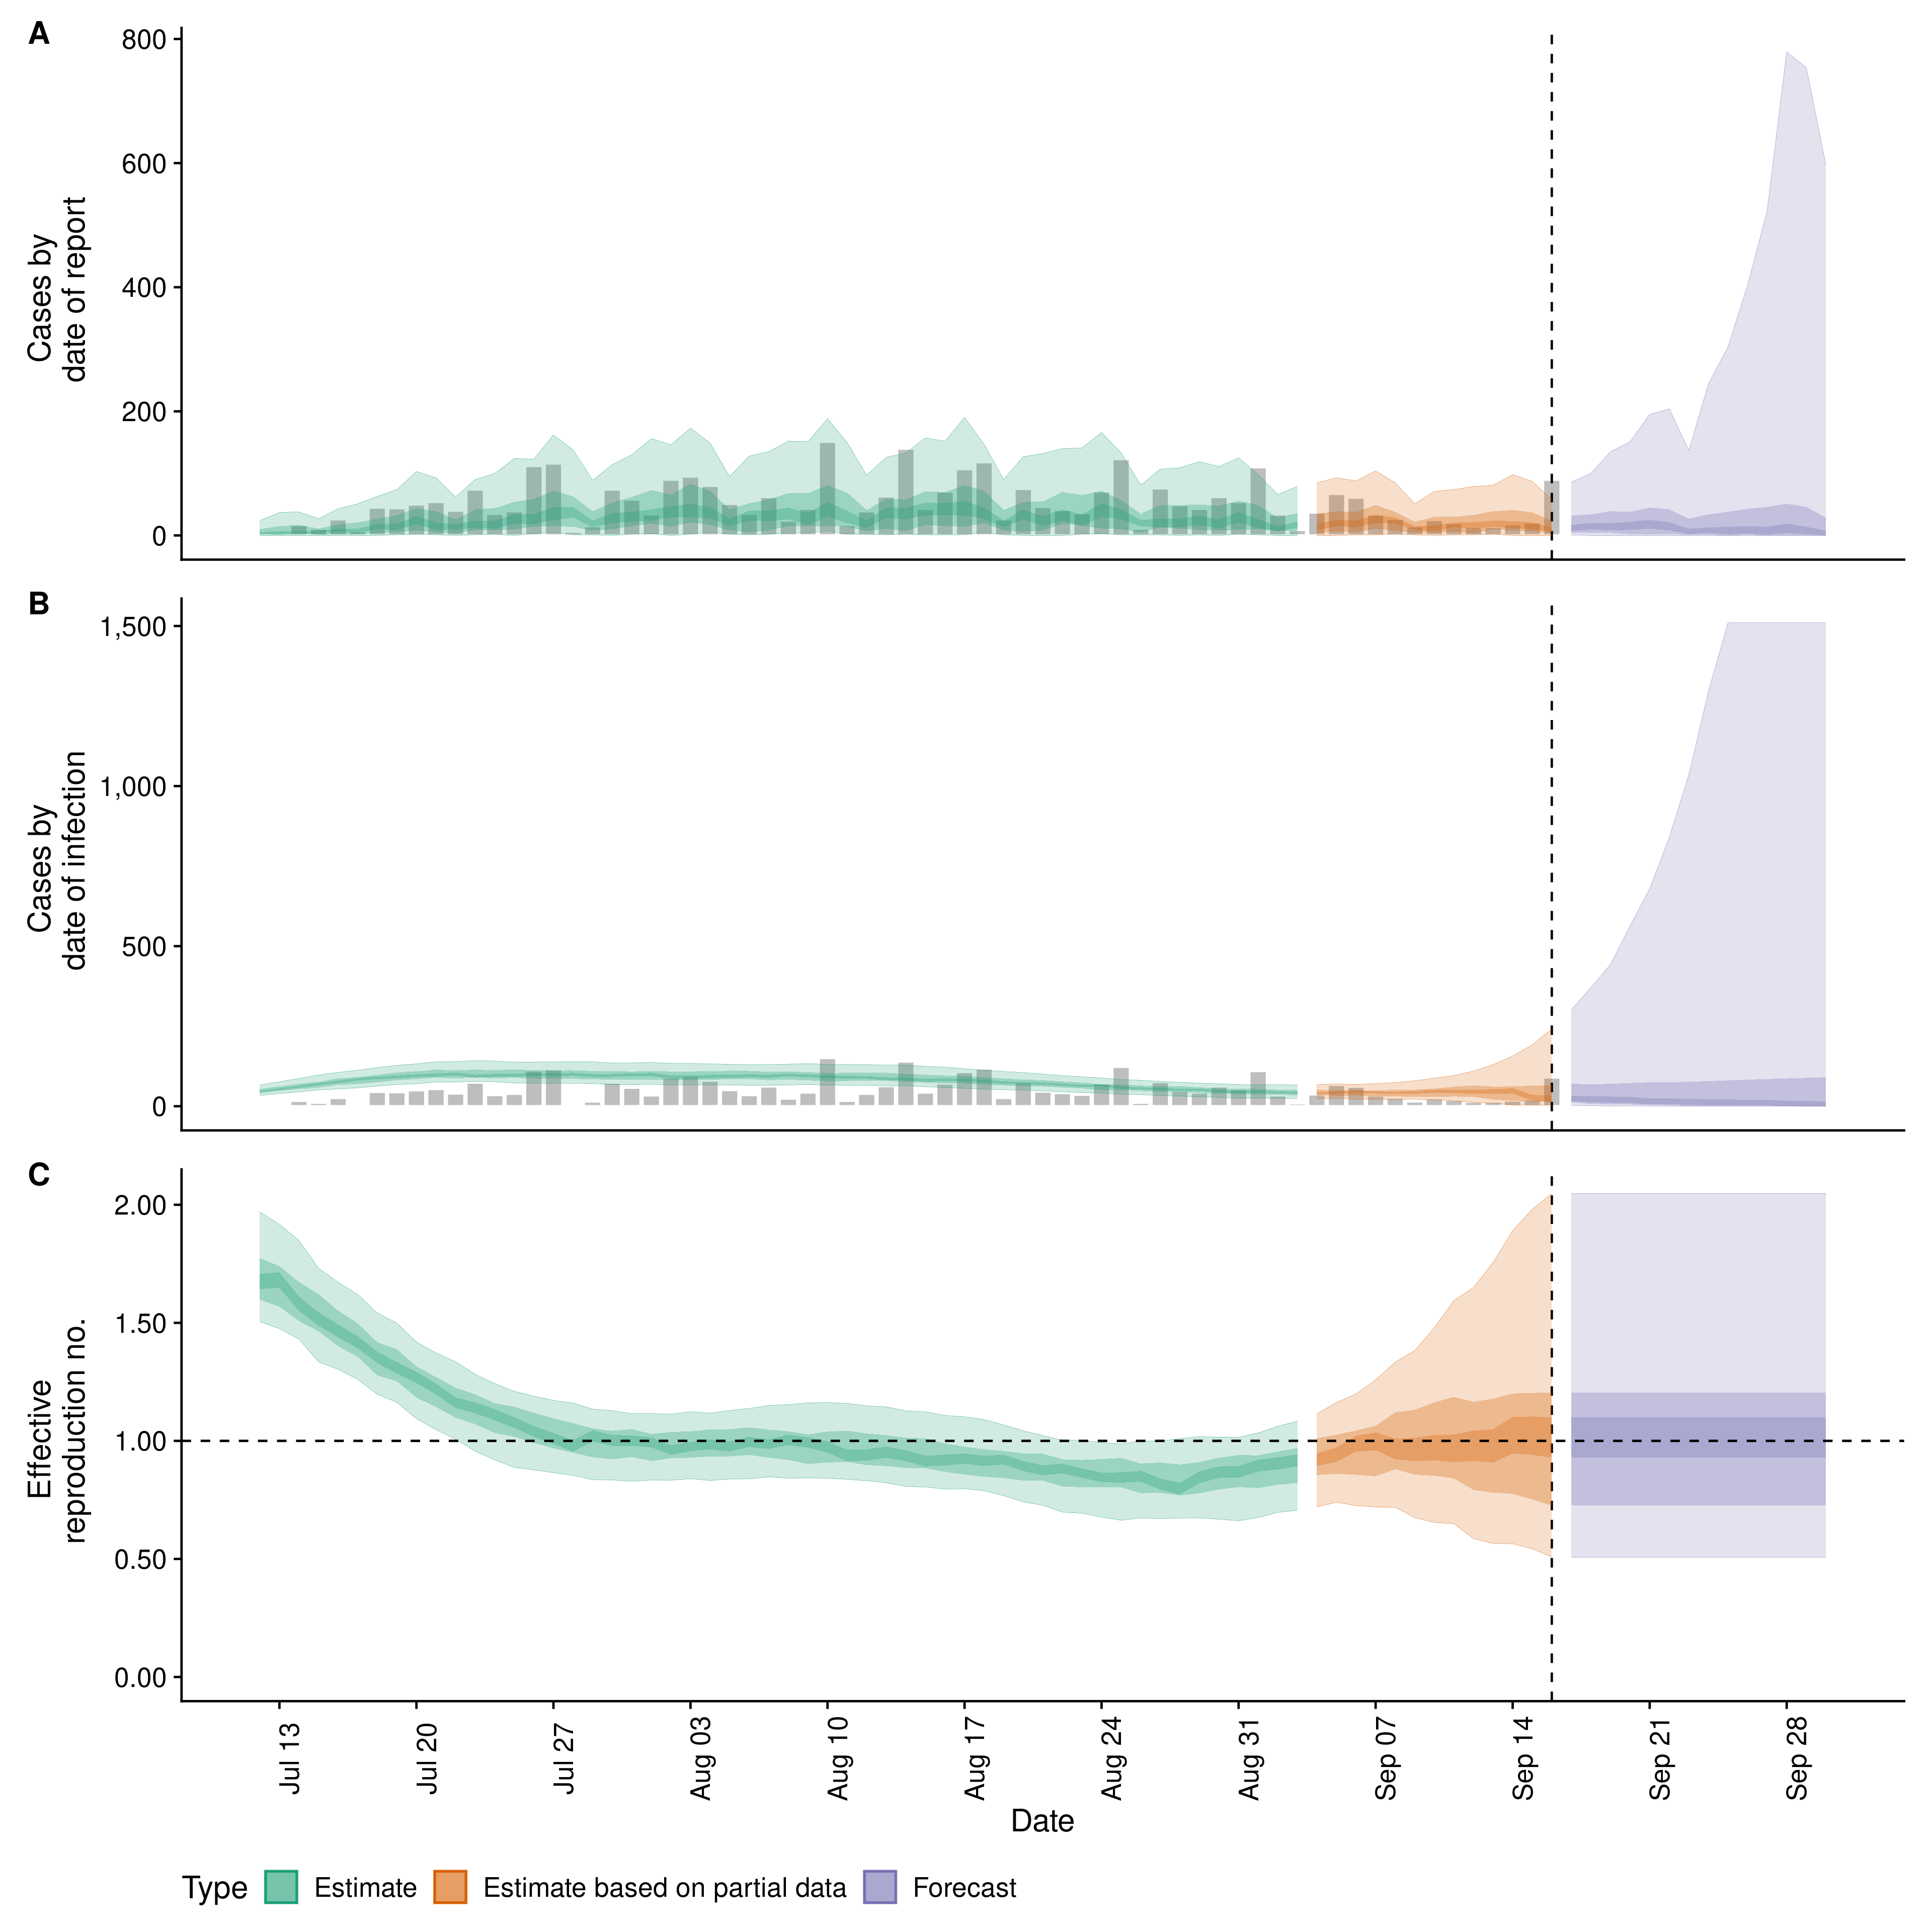 A
Cases by
date of report
800
600
400
200
0
B
Cases by
date of infection
1,500
1,000
500
0
C
Effective
reproduction no.
2.00
1.50
1.00
0.50
0.00
Jul 13
Jul 20
Jul 27
Aug 03
Aug 10
Aug 17
Aug 24
Aug 31
Sep 07
Sep 14
Sep 21
Sep 28
Date
Type Estimate Estimate based on partial data Forecast